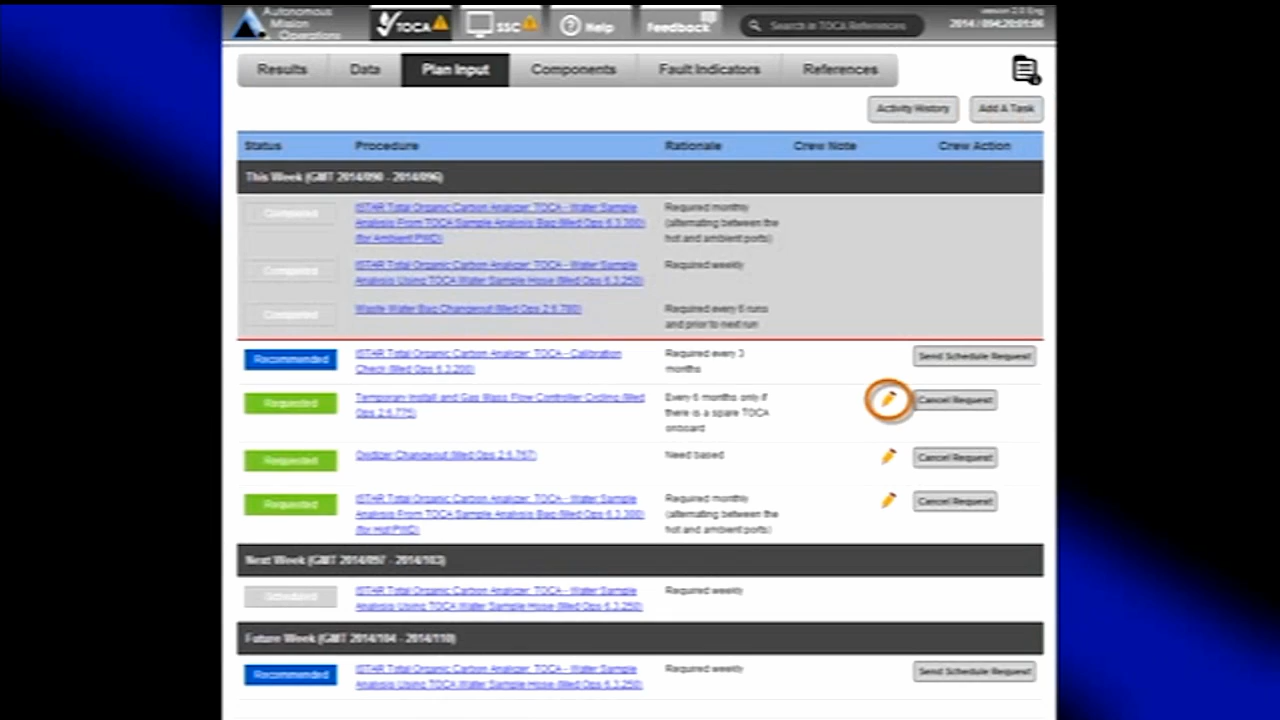 Autonomous
Mission
Operations
TOCA
SSC
Help
Feedback
Search in TOCA References
version 2.0 Eng
2014 / 094:20:01:06
Results Data Plan Input Components Fault Indicators References
Activity History Add A Task
Status Procedure Rationale Crew Note Crew Action
This Week (GMT 2014/090 - 2014/096)
Completed
ISTAR Total Organic Carbon Analyzer: TOCA - Water Sample
Analysis From TOCA Sample Analysis Bag (Med Ops 6.3.300)
(for Ambient PWD)
Required monthly
(alternating between the
hot and ambient ports)
Completed
ISTAR Total Organic Carbon Analyzer: TOCA - Water Sample
Analysis Using TOCA Water Sample Hose (Med Ops 6.3.250)
Required weekly
Completed
Waste Water Bag Changeout (Med Ops 2.6.760)
Required every 6 runs
and prior to next run
Recommended
ISTAR Total Organic Carbon Analyzer: TOCA - Calibration
Check (Med Ops 6.3.200)
Required every 3
months
Send Schedule Request
Requested
Temporary Install and Gas Mass Flow Controller Cycling (Med
Ops 2.6.775)
Every 6 months only if
there is a spare TOCA
onboard
Cancel Request
Requested
Oxidizer Changeout (Med Ops 2.6.757)
Need based
Cancel Request
Requested
ISTAR Total Organic Carbon Analyzer: TOCA - Water Sample
Analysis From TOCA Sample Analysis Bag (Med Ops 6.3.300)
(for Hot PWD)
Required monthly
(alternating between the
hot and ambient ports)
Cancel Request
Next Week (GMT 2014/097 - 2014/103)
Scheduled
ISTAR Total Organic Carbon Analyzer: TOCA - Water Sample
Analysis Using TOCA Water Sample Hose (Med Ops 6.3.250)
Required weekly
Future Week (GMT 2014/104 - 2014/110)
Recommended
ISTAR Total Organic Carbon Analyzer: TOCA - Water Sample
Analysis Using TOCA Water Sample Hose (Med Ops 6.3.250)
Required weekly
Send Schedule Request